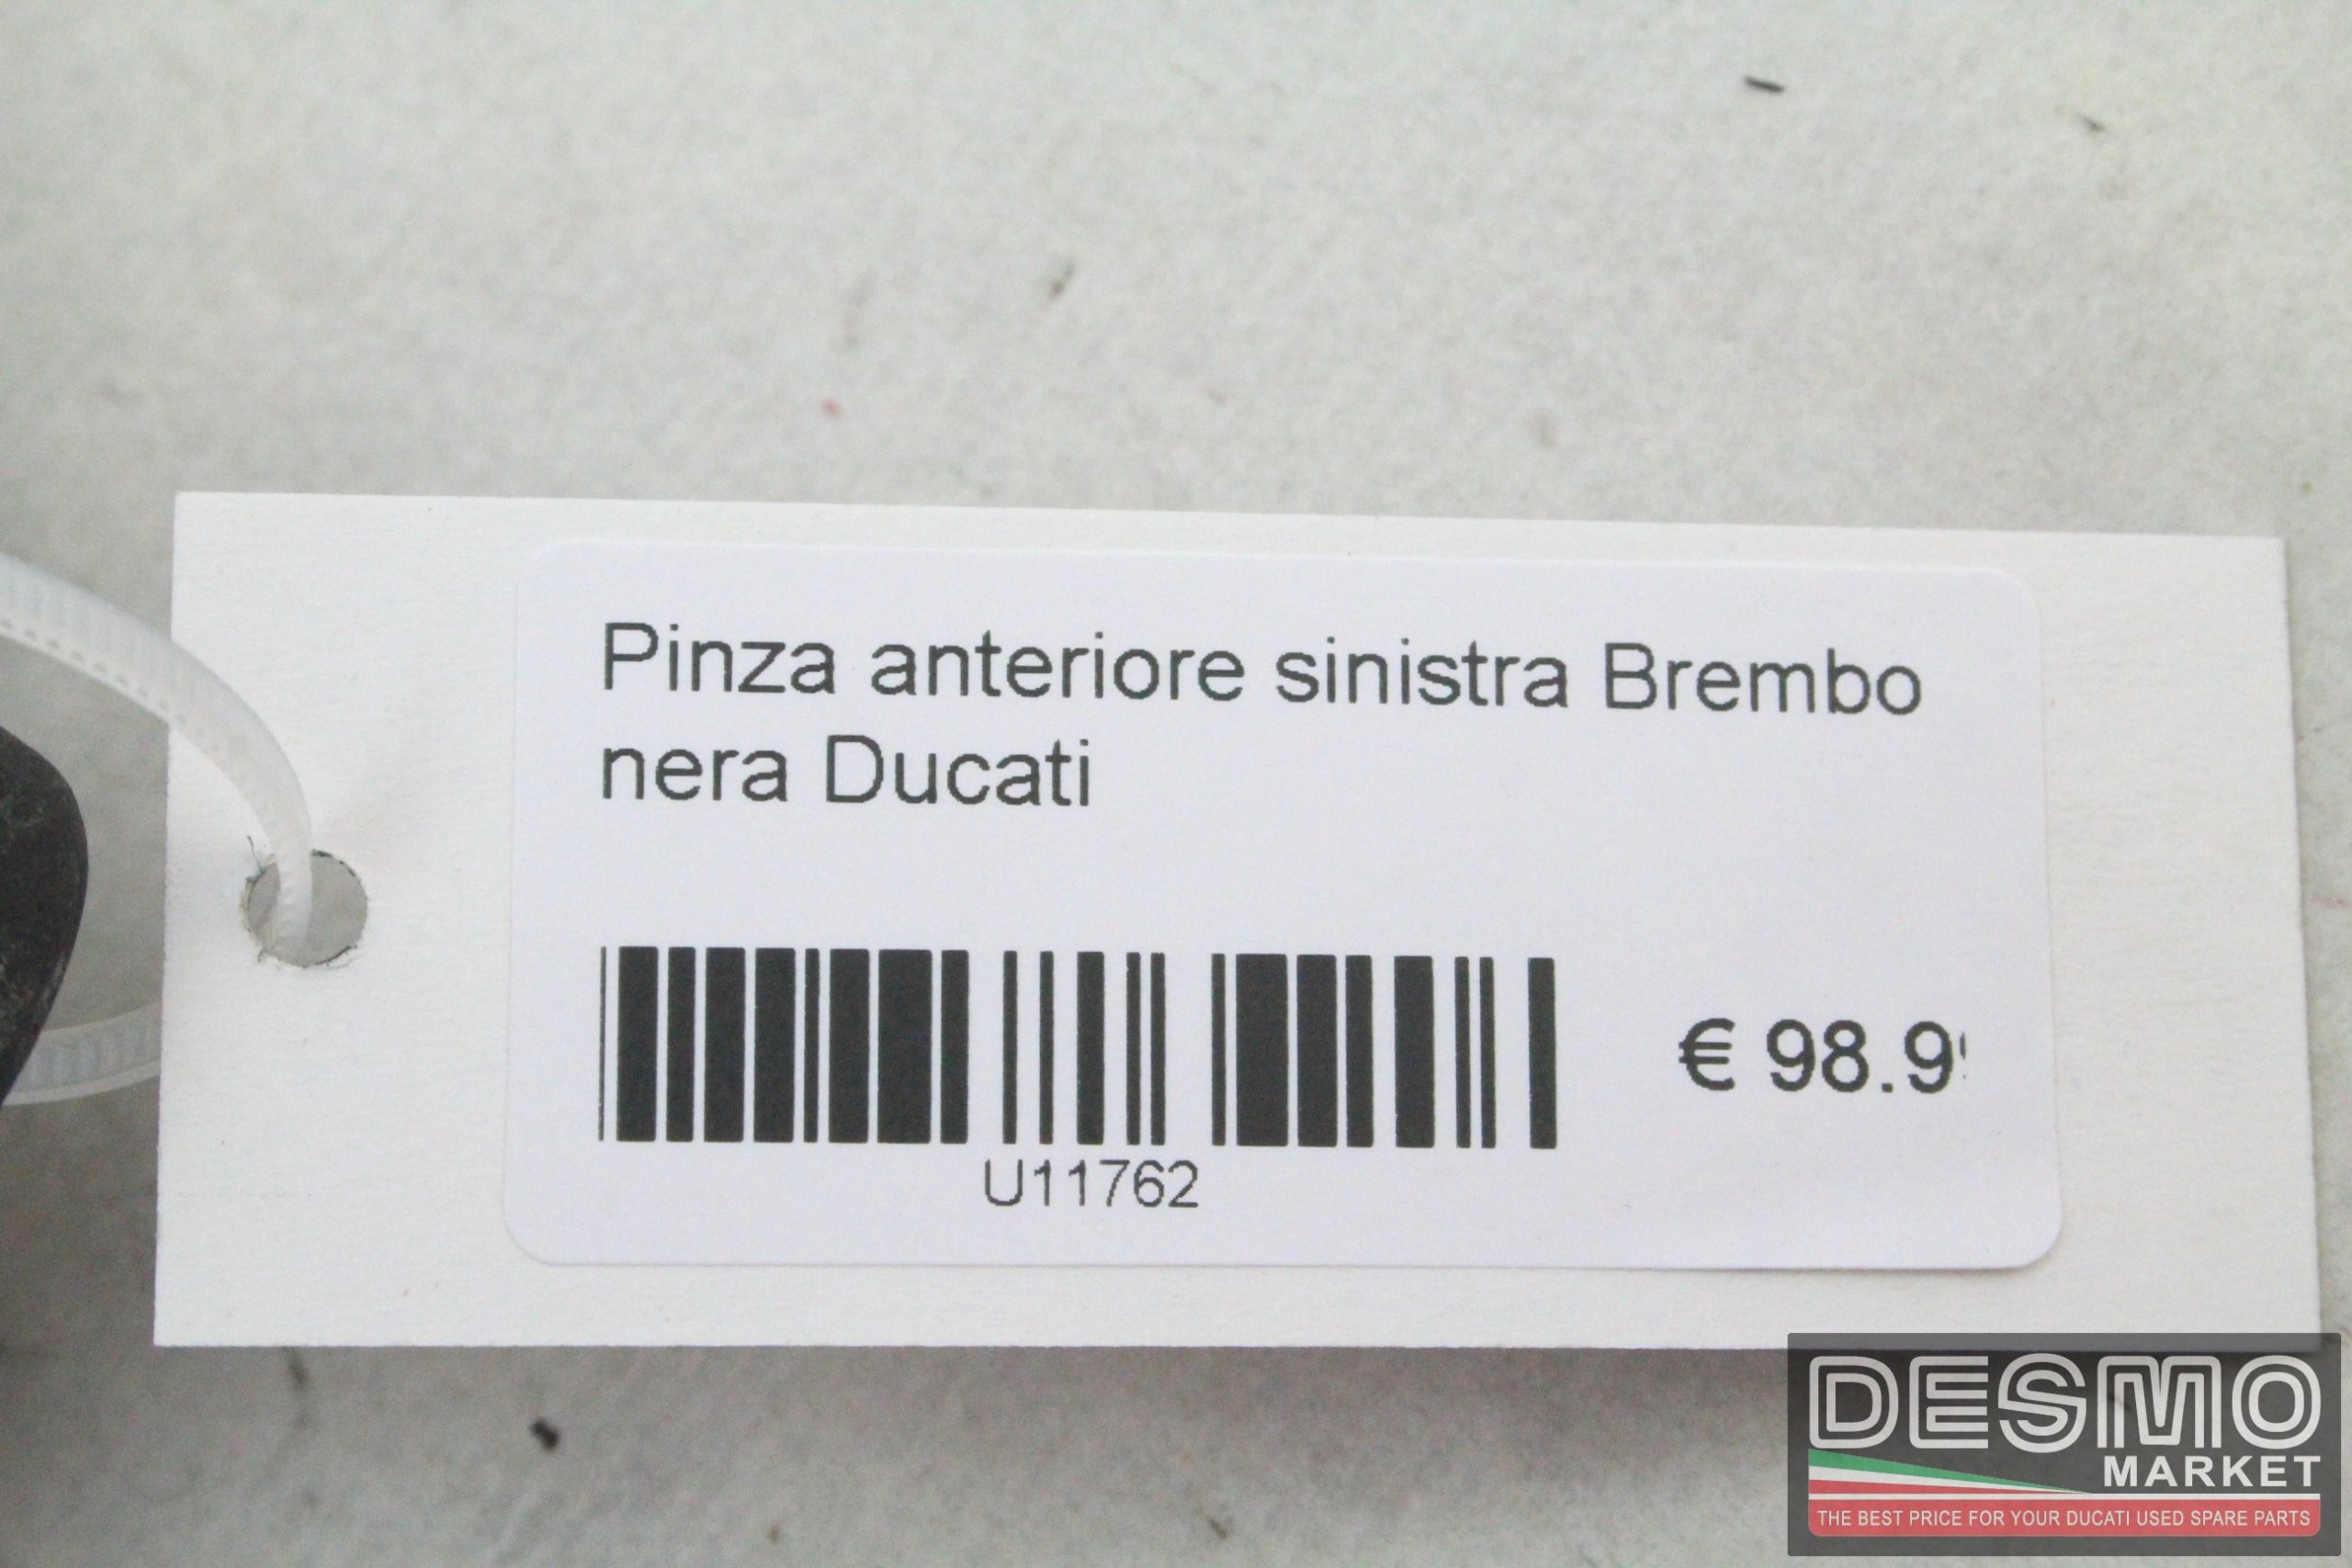 Pinza anteriore sinistra Brembo
nera Ducati
€ 98.9
U11762
DESMO
MARKET
THE BEST PRICE FOR YOUR DUCATI USED SPARE PARTS